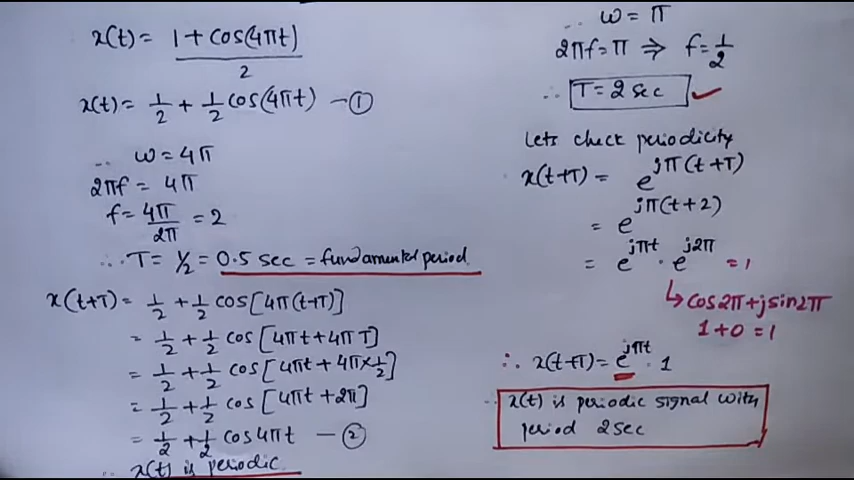 x(t) = 1 + cos(4πt) / 2
x(t) = 1/2 + 1/2 cos(4πt) — ①
∴ ω = 4π
2πf = 4π
f = 4π/2π = 2
∴ T = 1/2 = 0.5 sec = fundamental period
x(t+T) = 1/2 + 1/2 cos[4π(t+T)]
= 1/2 + 1/2 cos[4πt + 4πT]
= 1/2 + 1/2 cos[4πt + 4π×1/2]
= 1/2 + 1/2 cos[4πt + 2π]
= 1/2 + 1/2 cos4πt — ②
∴ x(t) is periodic
∴ ω = π
2πf = π ⇒ f = 1/2
∴ T = 2 sec ✓
Lets check periodicity
x(t+T) = e^jπ(t+T)
= e^jπ(t+2)
= e^jπt · e^j2π = 1
↳ cos2π + jsin2π
1 + 0 = 1
∴ x(t+T) = e^jπt · 1
∴ x(t) is periodic signal with
period 2sec